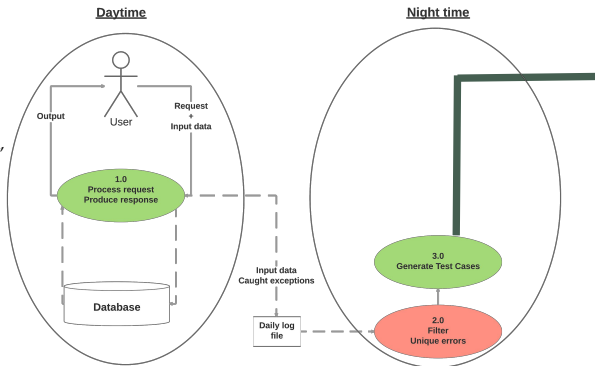 Daytime
Night time
User
Output
Request
+
Input data
,
1.0
Process request
Produce response
Database
Input data
Caught exceptions
Daily log
file
3.0
Generate Test Cases
2.0
Filter
Unique errors